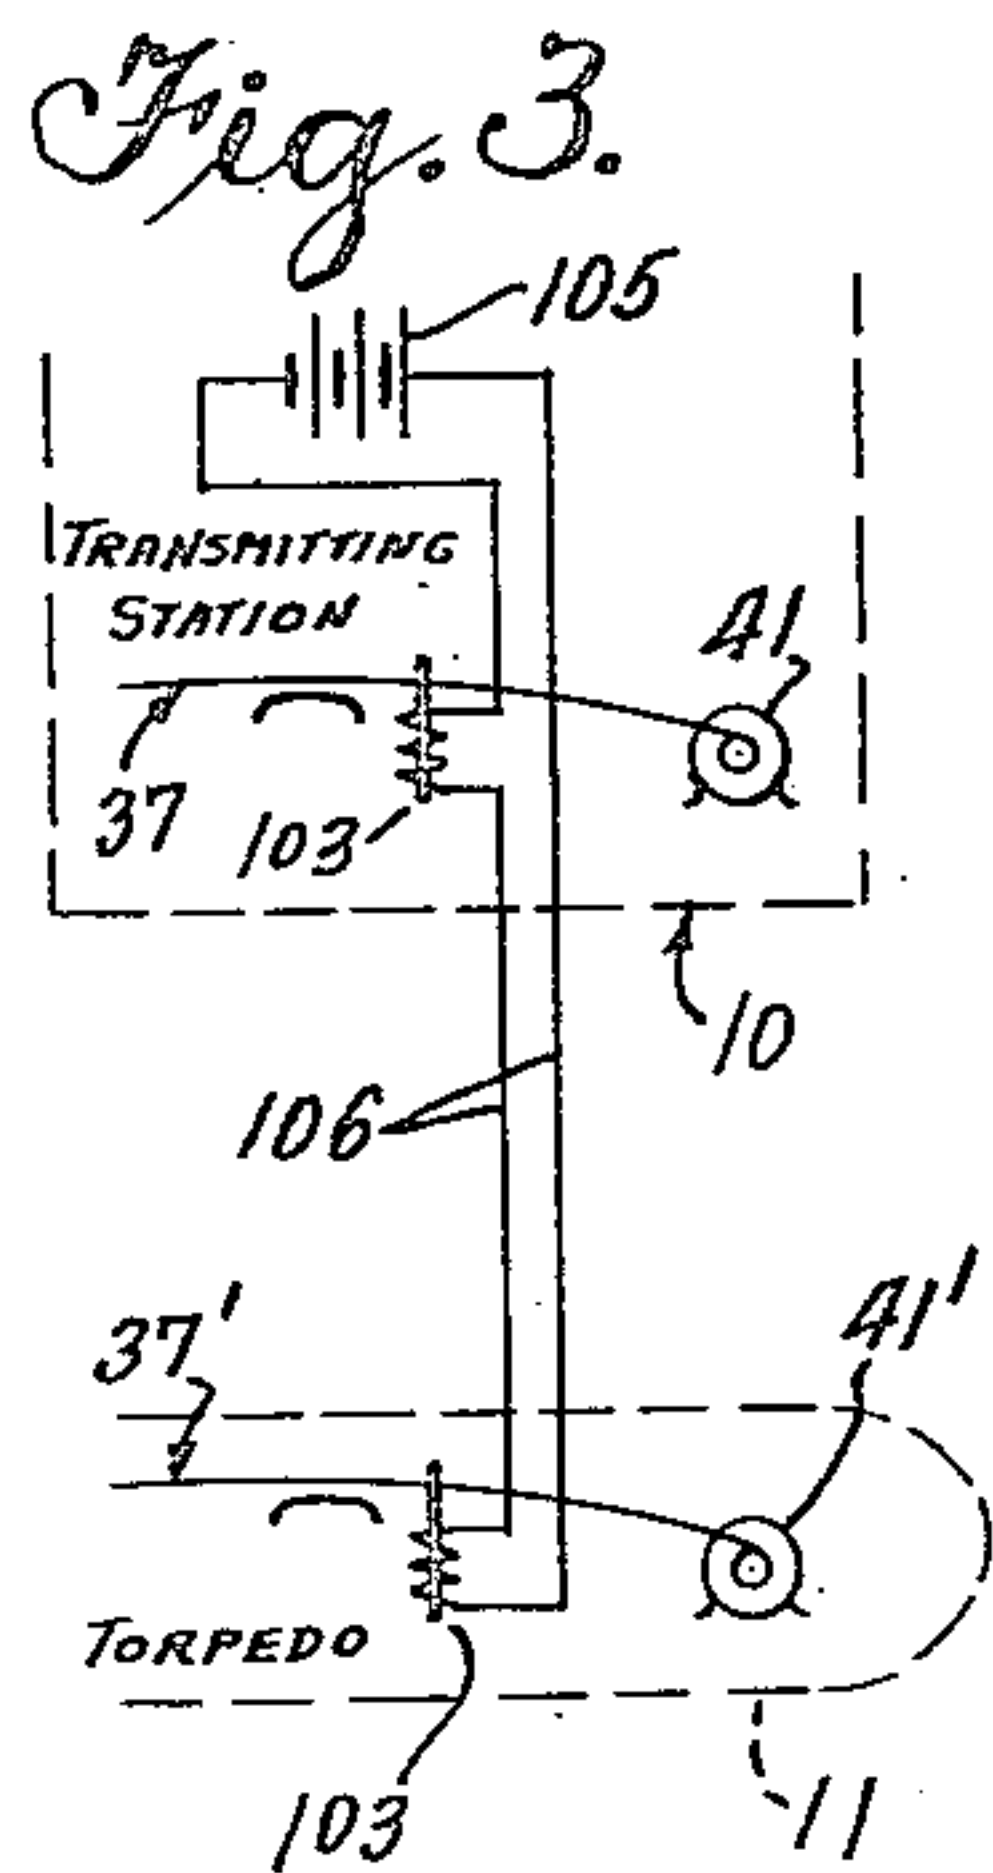 Fig. 3.
105
TRANSMITTING
STATION
41
37
103
10
106
37'
41'
TORPEDO
103
11